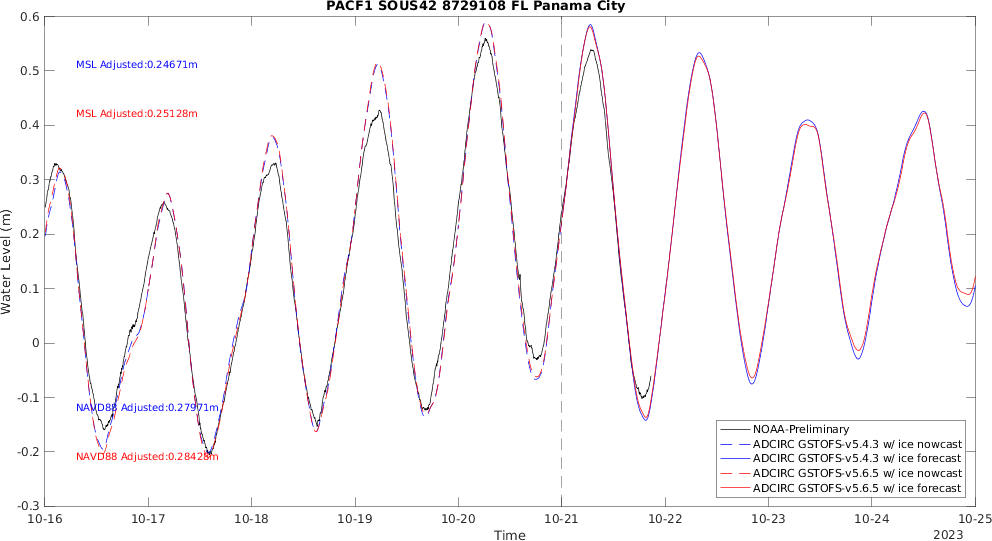 PACF1 SOUS42 8729108 FL Panama City
0.6
0.5
0.4
0.3
0.2
0.1
0
-0.1
-0.2
-0.3
Water Level (m)
MSL Adjusted:0.24671m
MSL Adjusted:0.25128m
NAVD88 Adjusted:0.27971m
NAVD88 Adjusted:0.28428m
NOAA-Preliminary
ADCIRC GSTOFS-v5.4.3 w/ ice nowcast
ADCIRC GSTOFS-v5.4.3 w/ ice forecast
ADCIRC GSTOFS-v5.6.5 w/ ice nowcast
ADCIRC GSTOFS-v5.6.5 w/ ice forecast
10-16 10-17 10-18 10-19 10-20 10-21 10-22 10-23 10-24 10-25
Time
2023